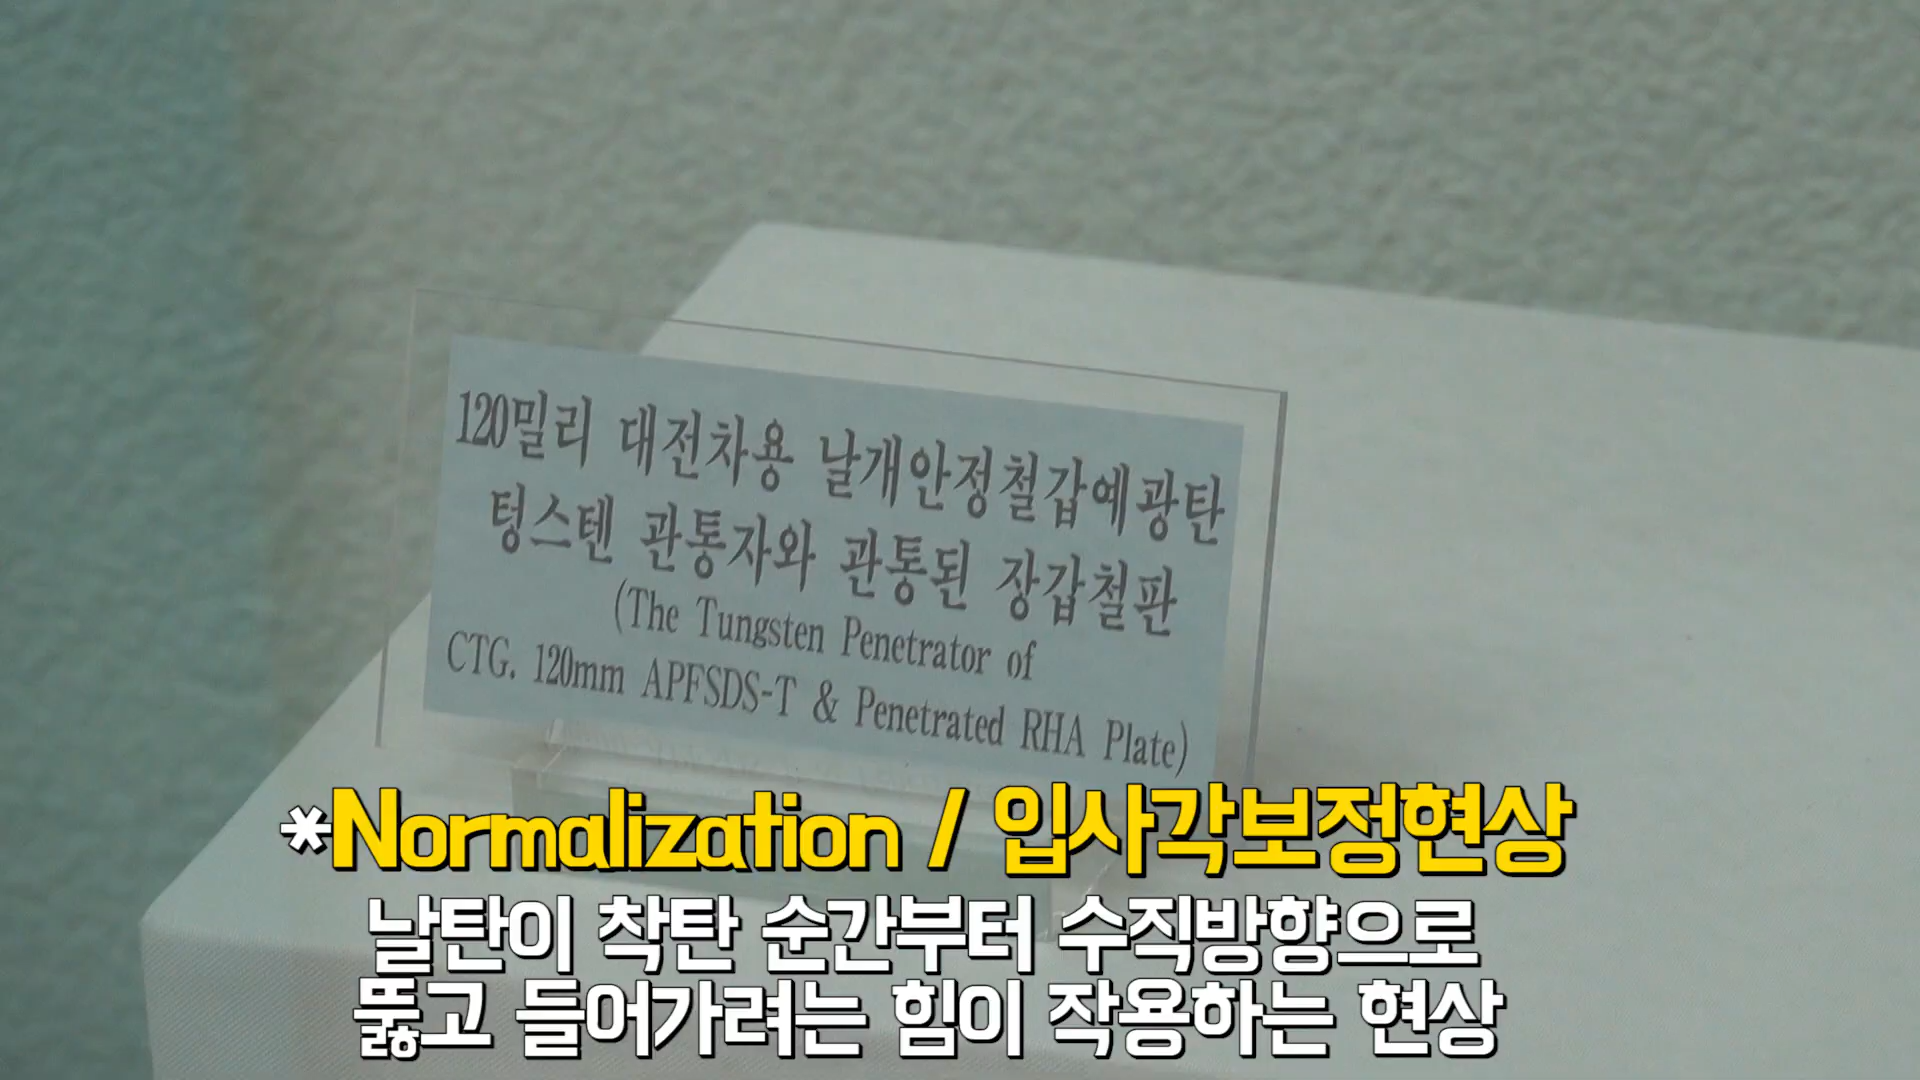 120밀리 대전차용 날개안정철갑예광탄
텅스텐 관통자와 관통된 장갑철판
(The Tungsten Penetrator of
CTG. 120mm APFSDS-T & Penetrated RHA Plate)
*Normalization / 입사각보정현상
날탄이 착탄 순간부터 수직방향으로
뚫고 들어가려는 힘이 작용하는 현상